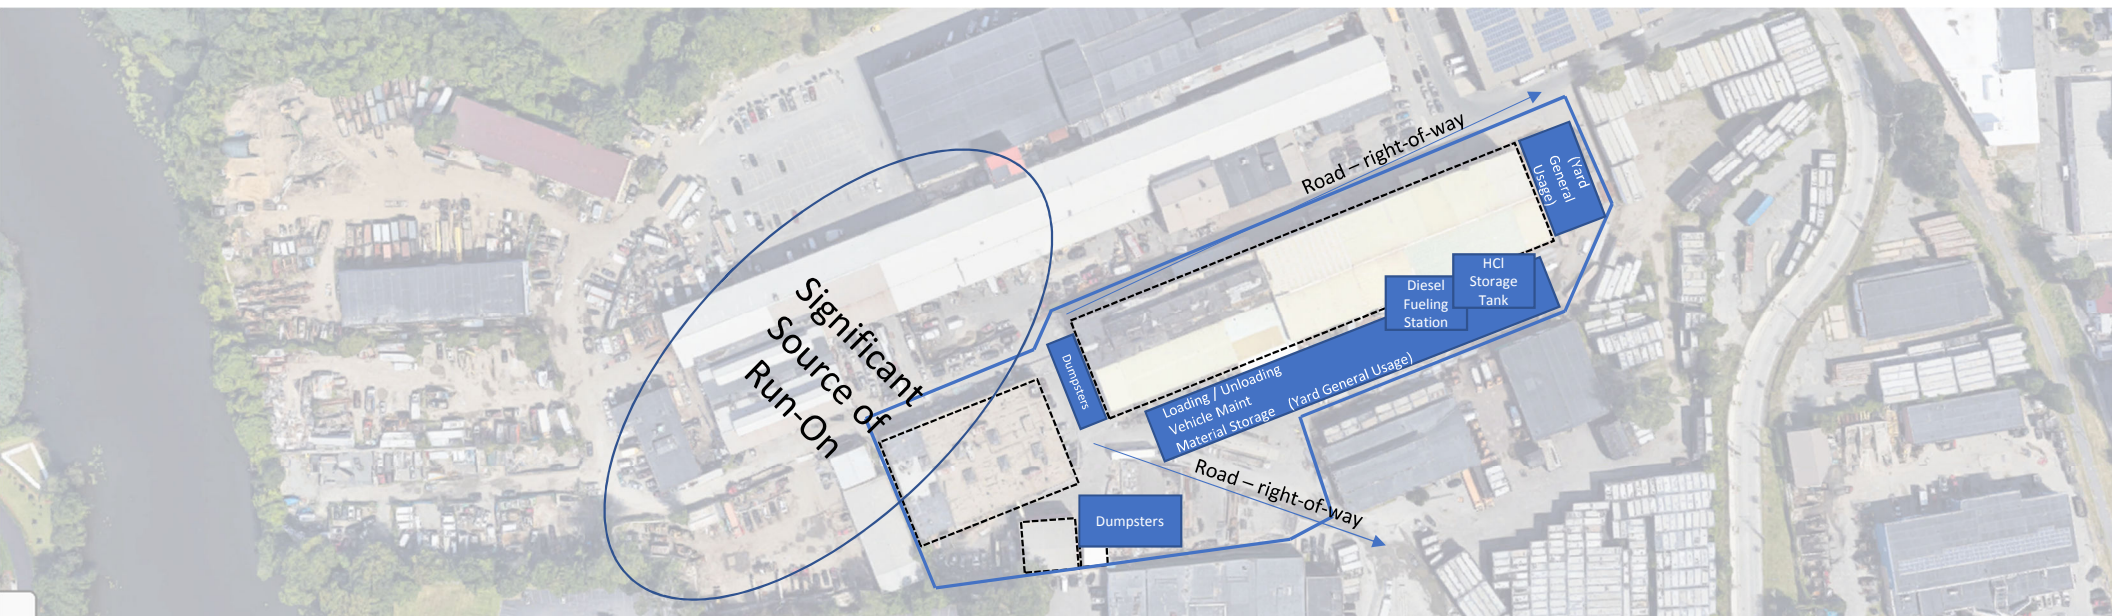 Road – right-of-way
(Yard
General
Usage)
HCl
Storage
Tank
Diesel
Fueling
Station
Significant
Source of
Run-On
Dumpsters
Loading / Unloading
Vehicle Maint
Material Storage
(Yard General Usage)
Road – right-of-way
Dumpsters